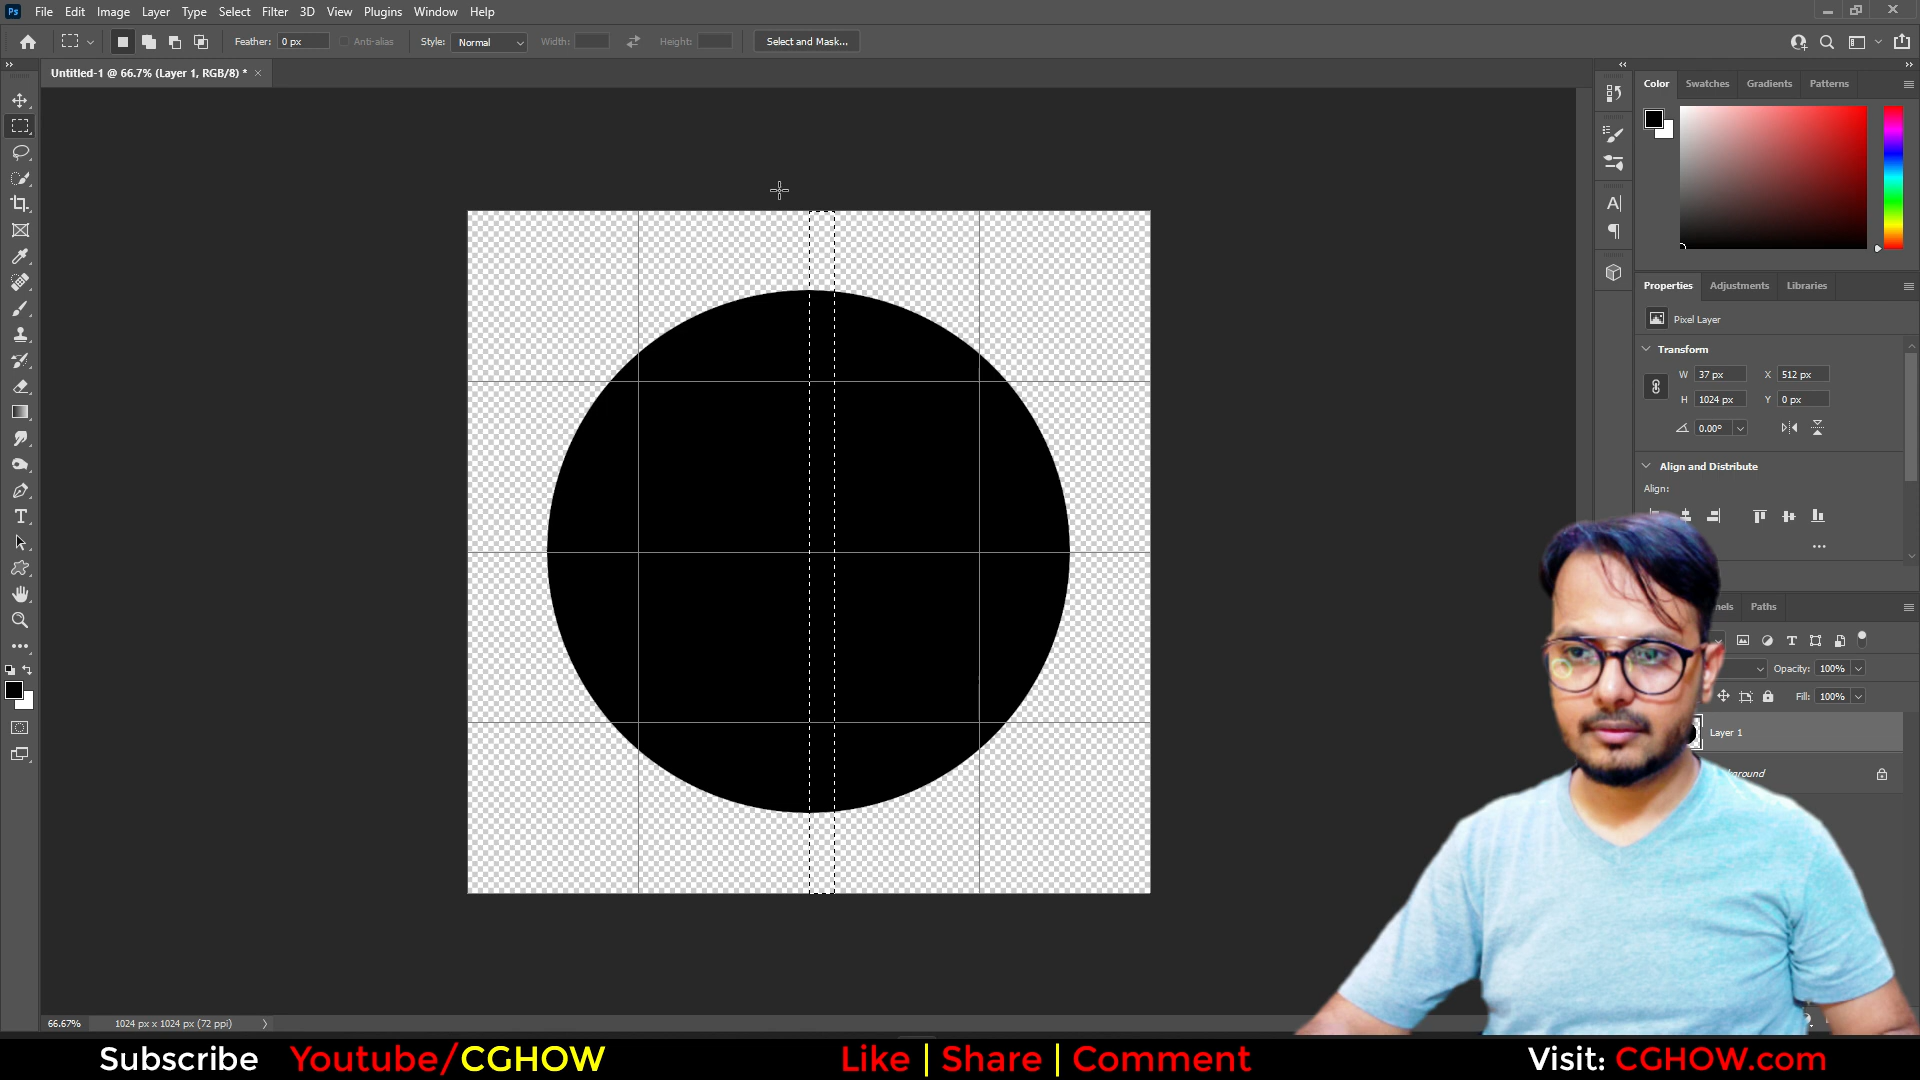 Ps File Edit Image Layer Type Select Filter 3D View Plugins Window Help
Feather: 0 px Anti-alias Style: Normal Width: Height: Select and Mask...
Untitled-1 @ 66.7% (Layer 1, RGB/8) * ×
Color Swatches Gradients Patterns
Properties Adjustments Libraries
Pixel Layer
Transform
W 37 px X 512 px
H 1024 px Y 0 px
0.00°
Align and Distribute
Align:
nels Paths
Opacity: 100%
Fill: 100%
Layer 1
ground
66.67% 1024 px x 1024 px (72 ppi)
Subscribe Youtube/CGHOW Like | Share | Comment Visit: CGHOW.com